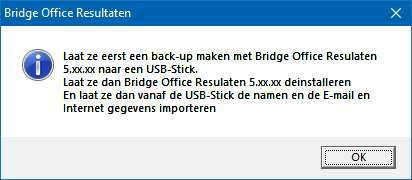 Bridge Office Resultaten
Laat ze eerst een back-up maken met Bridge Office Resulaten
5.xx.xx naar een USB-Stick.
Laat ze dan Bridge Office Resulaten 5.xx.xx deinstalleren
En laat ze dan vanaf de USB-Stick de namen en de E-mail en
Internet gegevens importeren
OK